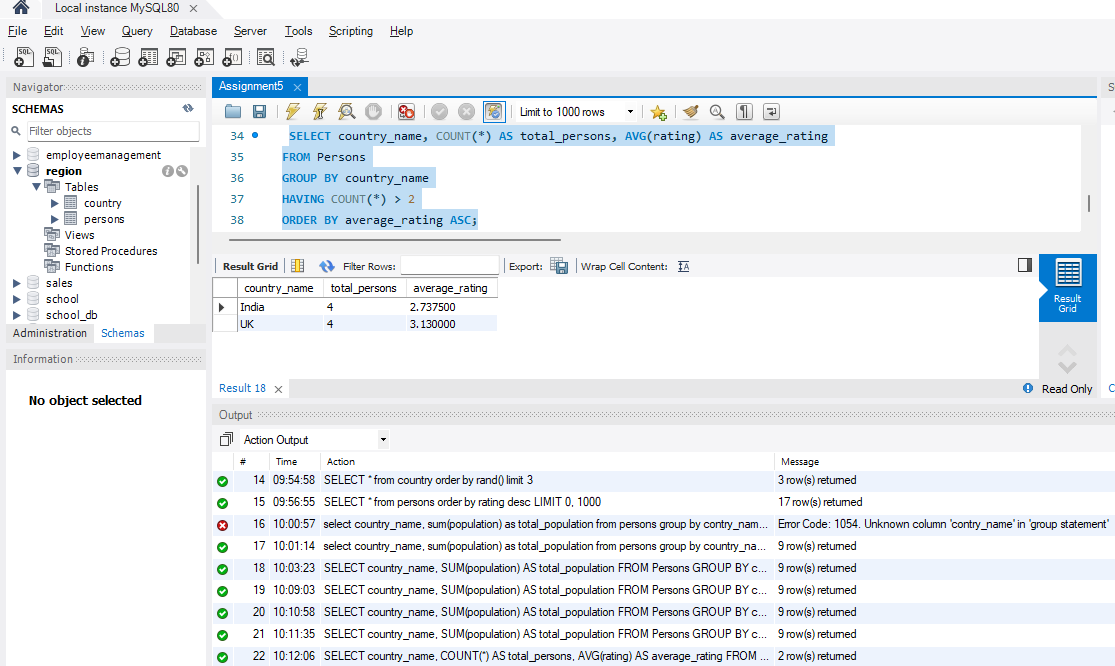 Local instance MySQL80
File Edit View Query Database Server Tools Scripting Help
Navigator
SCHEMAS
Filter objects
employeemanagement
region
Tables
country
persons
Views
Stored Procedures
Functions
sales
school
school_db
Administration Schemas
Information
No object selected
Assignment5
Limit to 1000 rows
34 SELECT country_name, COUNT(*) AS total_persons, AVG(rating) AS average_rating
35 FROM Persons
36 GROUP BY country_name
37 HAVING COUNT(*) > 2
38 ORDER BY average_rating ASC;
Result Grid Filter Rows: Export: Wrap Cell Content:
country_name total_persons average_rating
India 4 2.737500
UK 4 3.130000
Result Grid
Result 18 Read Only
Output
Action Output
# Time Action Message
14 09:54:58 SELECT * from country order by rand() limit 3 3 row(s) returned
15 09:56:55 SELECT * from persons order by rating desc LIMIT 0, 1000 17 row(s) returned
16 10:00:57 select country_name, sum(population) as total_population from persons group by contry_nam... Error Code: 1054. Unknown column 'contry_name' in 'group statement'
17 10:01:14 select country_name, sum(population) as total_population from persons group by country_na... 9 row(s) returned
18 10:03:23 SELECT country_name, SUM(population) AS total_population FROM Persons GROUP BY c... 9 row(s) returned
19 10:09:03 SELECT country_name, SUM(population) AS total_population FROM Persons GROUP BY c... 9 row(s) returned
20 10:10:58 SELECT country_name, SUM(population) AS total_population FROM Persons GROUP BY c... 9 row(s) returned
21 10:11:35 SELECT country_name, SUM(population) AS total_population FROM Persons GROUP BY c... 9 row(s) returned
22 10:12:06 SELECT country_name, COUNT(*) AS total_persons, AVG(rating) AS average_rating FROM ... 2 row(s) returned